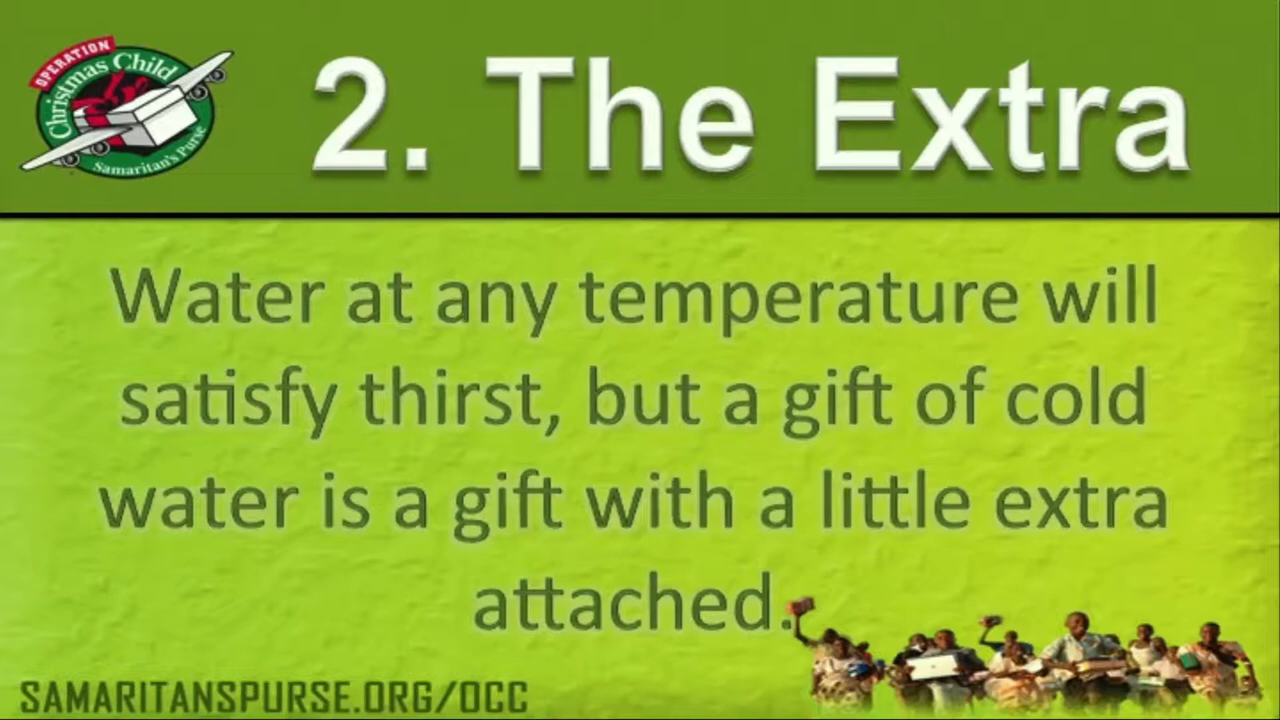 OPERATION
Christmas Child
Samaritan's Purse
2. The Extra
Water at any temperature will
satisfy thirst, but a gift of cold
water is a gift with a little extra
attached.
SAMARITANSPURSE.ORG/OCC